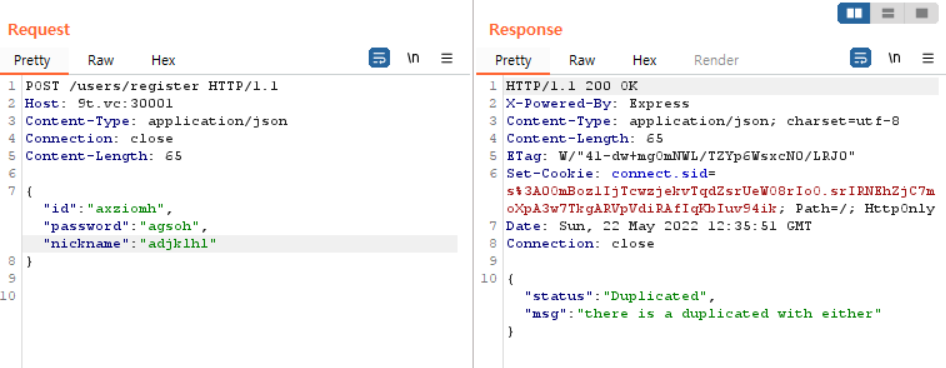 Request
Pretty Raw Hex \n
1 POST /users/register HTTP/1.1
2 Host: 9t.vc:30001
3 Content-Type: application/json
4 Connection: close
5 Content-Length: 65
6
7 {
"id":"axziomh",
"password":"agsoh",
"nickname":"adjklhl"
8 }
9
10
Response
Pretty Raw Hex Render \n
1 HTTP/1.1 200 OK
2 X-Powered-By: Express
3 Content-Type: application/json; charset=utf-8
4 Content-Length: 65
5 ETag: W/"41-dw+mg0mNWL/TZYp6WsxcN0/LRJ0"
6 Set-Cookie: connect.sid=
s%3A00mBozlIjTcwzjekvTqdZsrUeW08rIo0.srIRNEhZjC7m
oXpA3w7TkgARVpVdiRAfIqKbIuv94ik; Path=/; HttpOnly
7 Date: Sun, 22 May 2022 12:35:51 GMT
8 Connection: close
9
10 {
"status":"Duplicated",
"msg":"there is a duplicated with either"
}